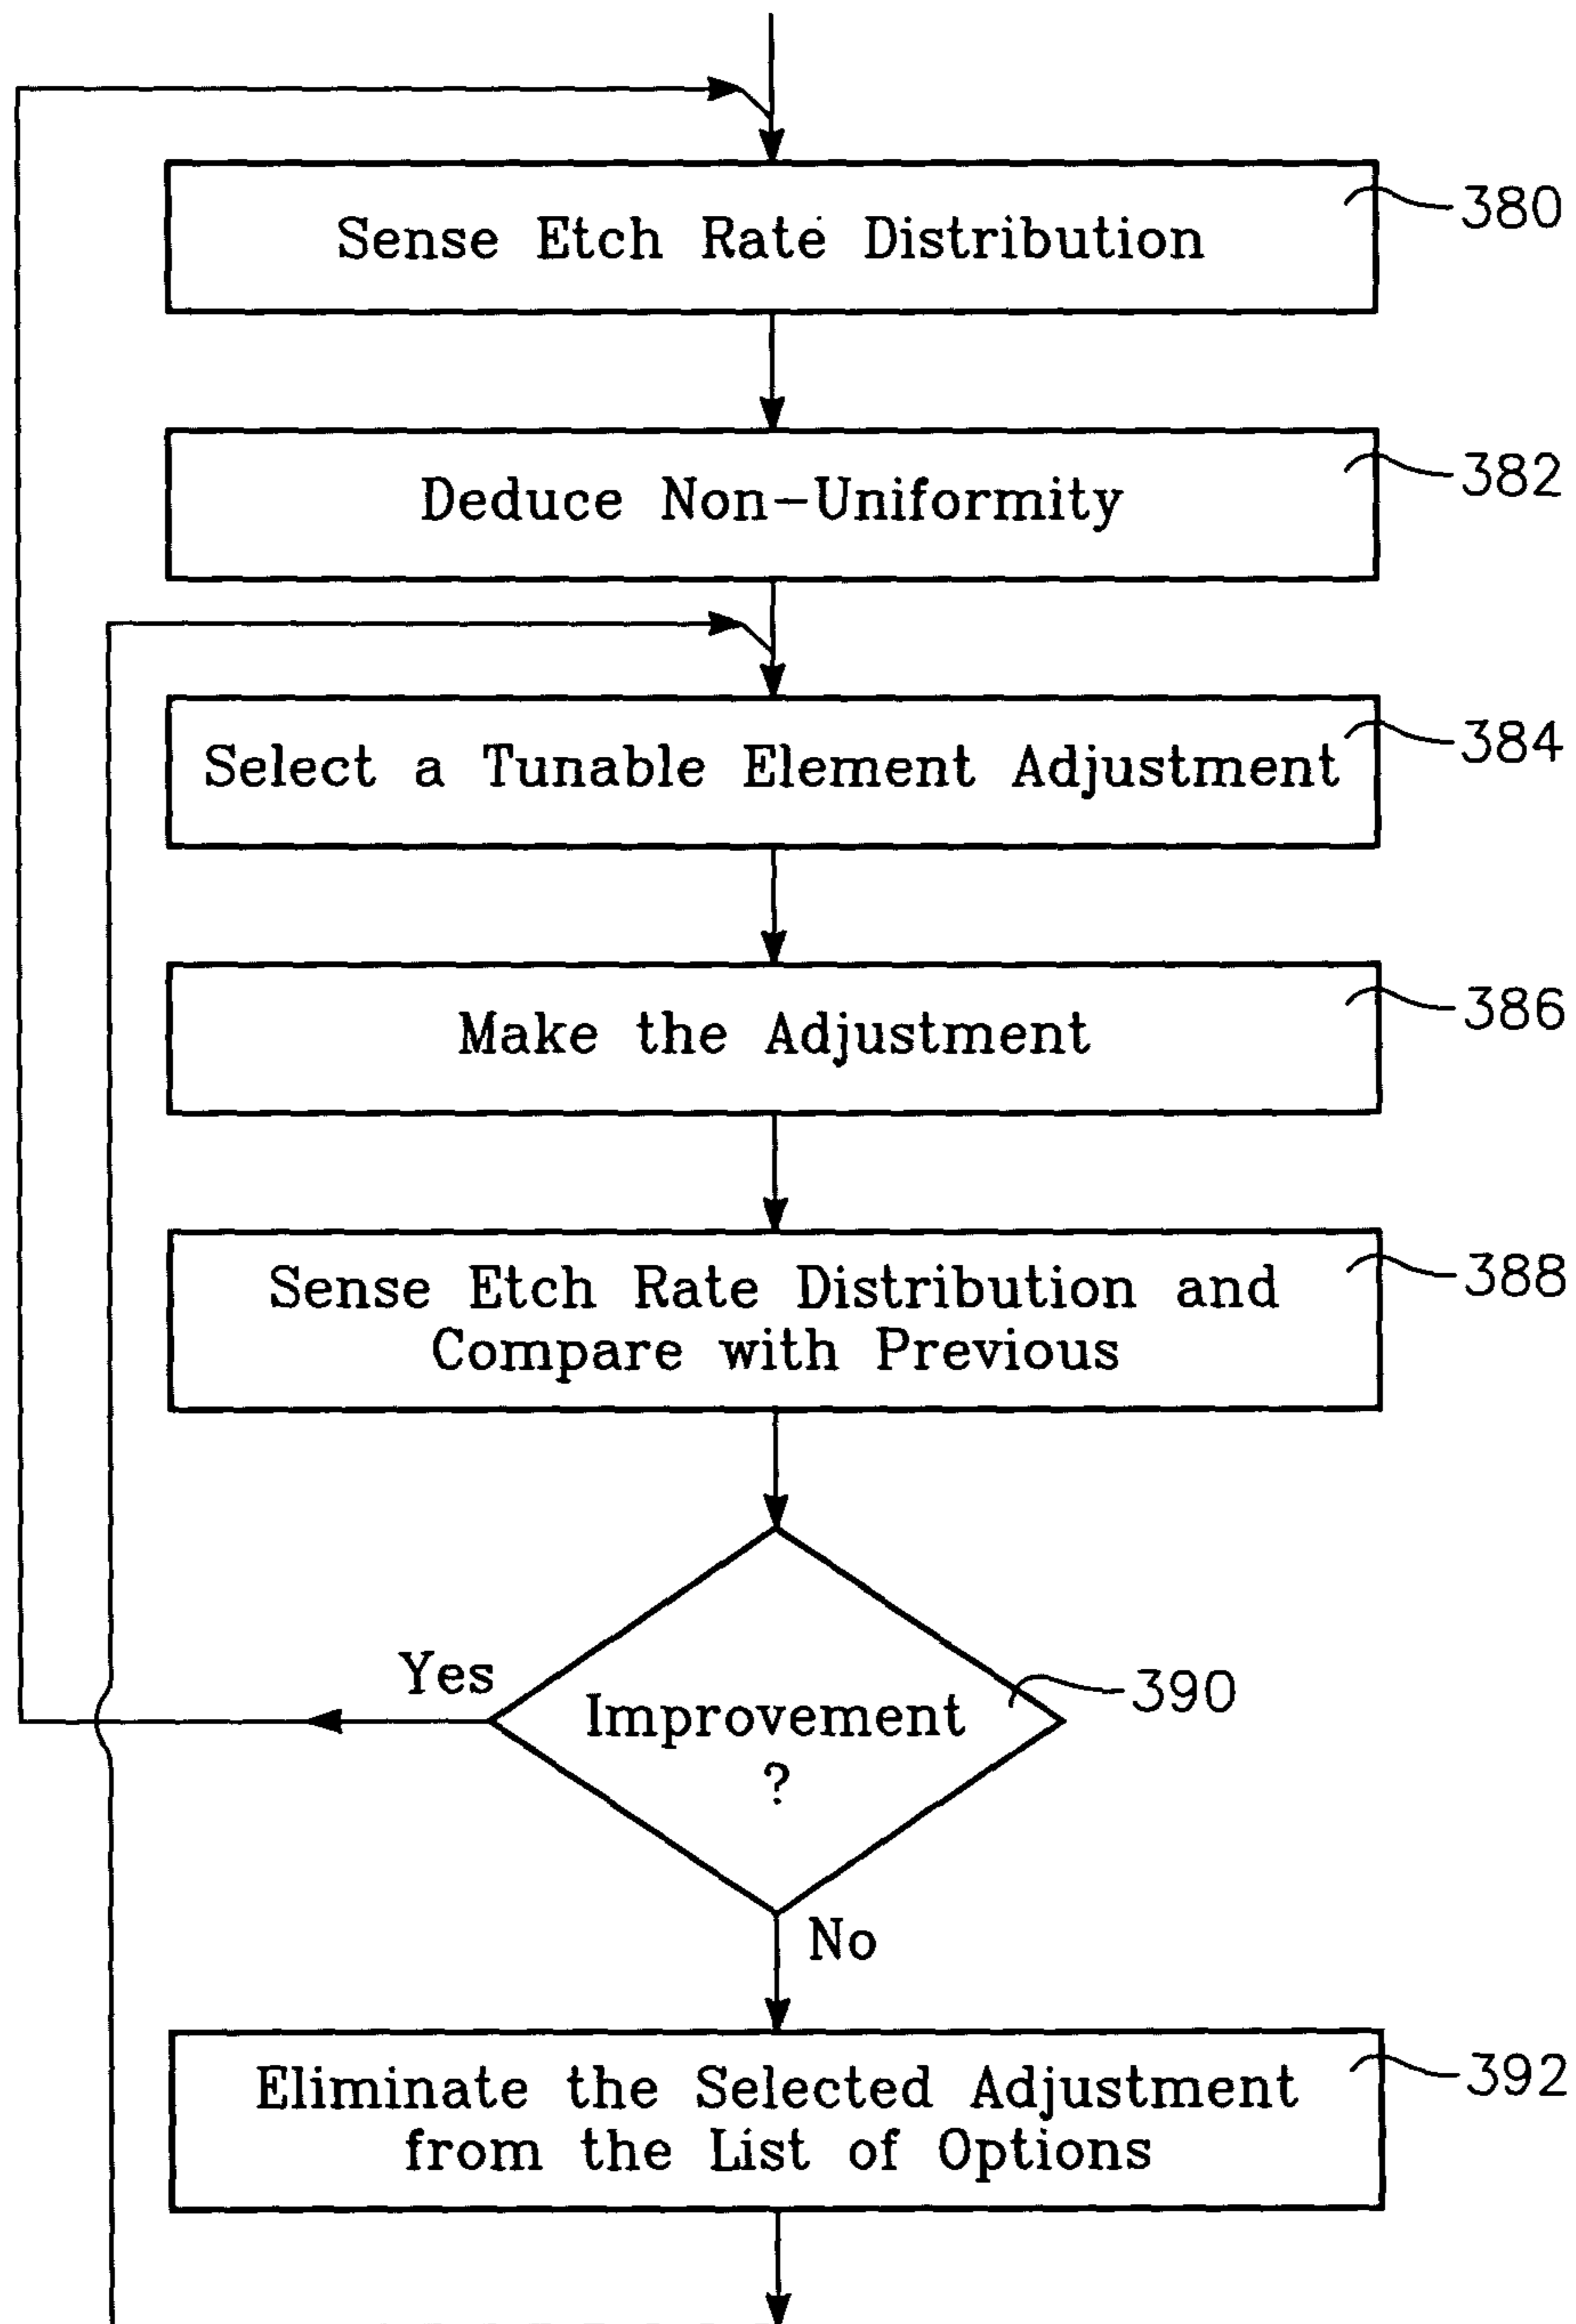 Sense Etch Rate Distribution
380
Deduce Non-Uniformity
382
Select a Tunable Element Adjustment
384
Make the Adjustment
386
Sense Etch Rate Distribution and
Compare with Previous
388
Yes
Improvement
?
390
No
Eliminate the Selected Adjustment
from the List of Options
392